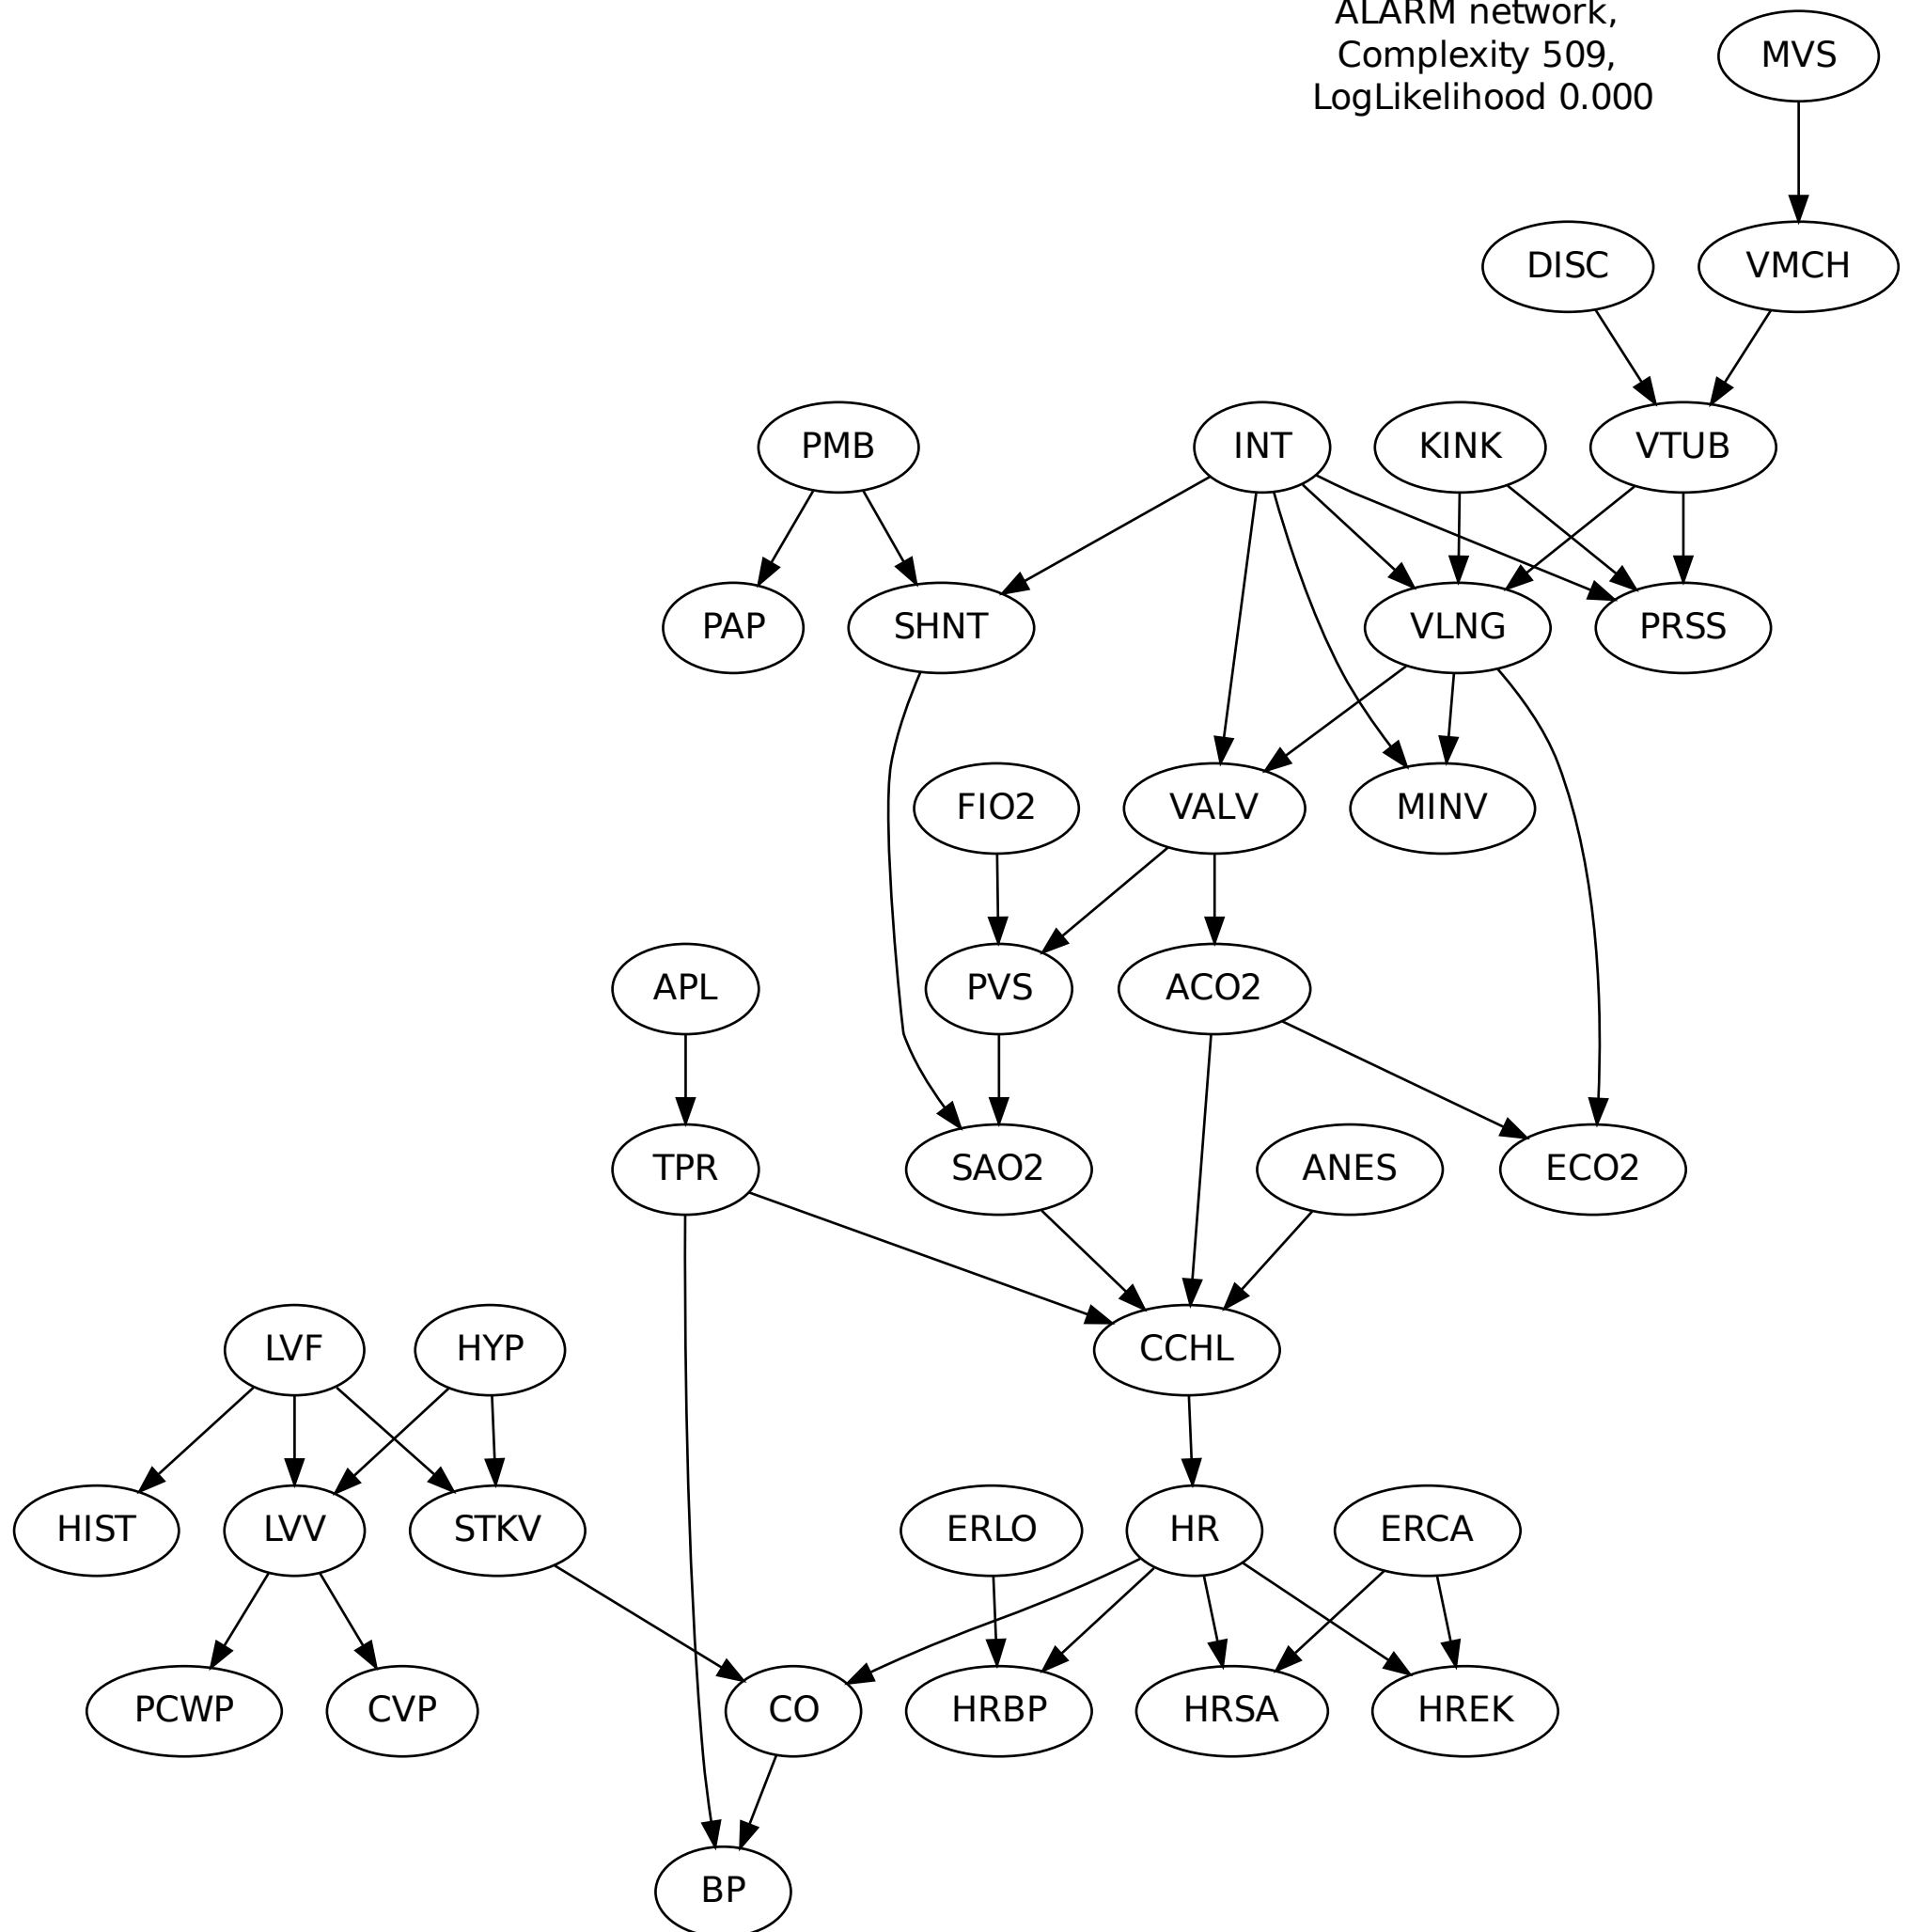 ALARM network,
Complexity 509,
LogLikelihood 0.000
MVS
DISC
VMCH
PMB
INT
KINK
VTUB
PAP
SHNT
VLNG
PRSS
FIO2
VALV
MINV
APL
PVS
ACO2
TPR
SAO2
ANES
ECO2
LVF
HYP
CCHL
HIST
LVV
STKV
ERLO
HR
ERCA
PCWP
CVP
CO
HRBP
HRSA
HREK
BP